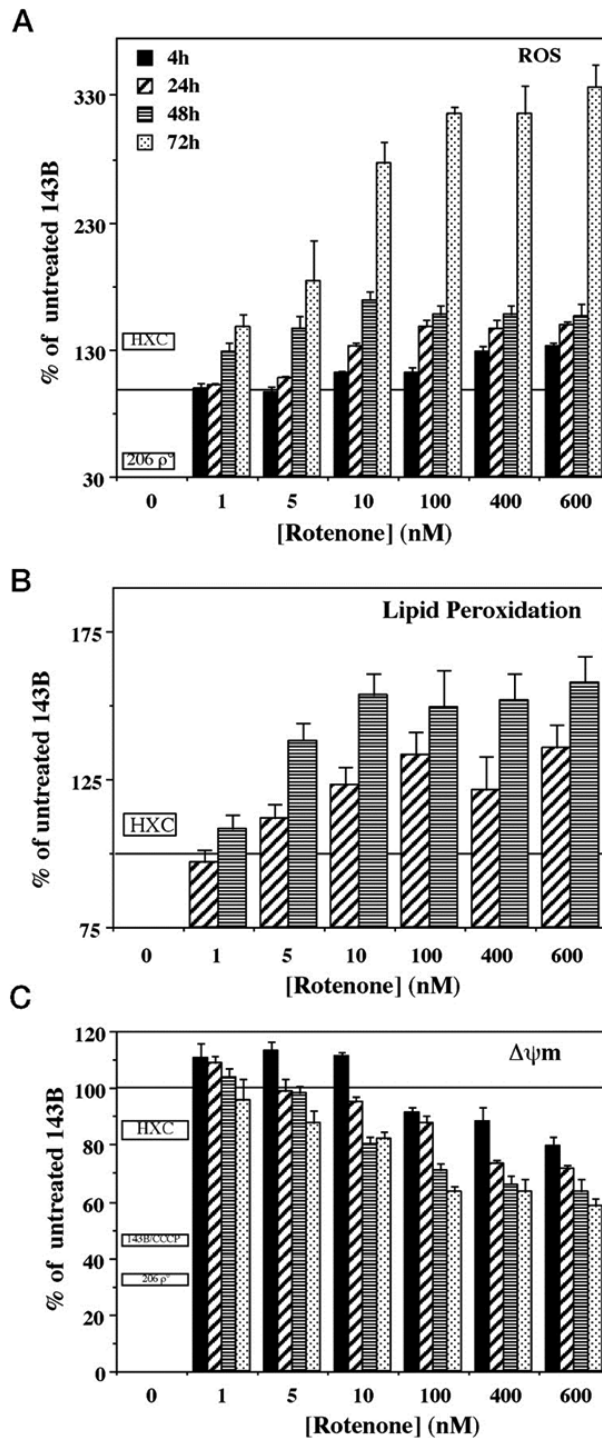 A
ROS
4h
24h
48h
72h
% of untreated 143B
330
230
130
30
HXC
206 ρ°
0 1 5 10 100 400 600
[Rotenone] (nM)
B
Lipid Peroxidation
% of untreated 143B
175
125
75
HXC
0 1 5 10 100 400 600
[Rotenone] (nM)
C
Δψm
% of untreated 143B
120
100
80
60
40
20
0
HXC
143B/CCCP
206 ρ°
0 1 5 10 100 400 600
[Rotenone] (nM)